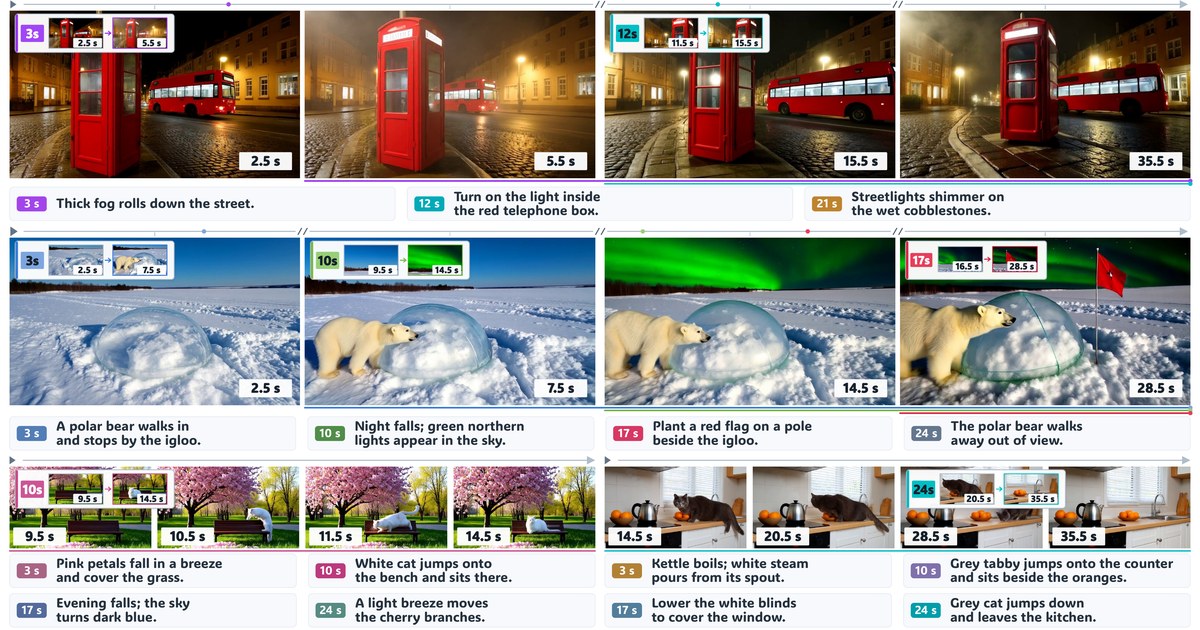 3s
2.5 s
5.5 s
12s
11.5 s
15.5 s
2.5 s
5.5 s
15.5 s
35.5 s
3 s
Thick fog rolls down the street.
12 s
Turn on the light inside
the red telephone box.
21 s
Streetlights shimmer on
the wet cobblestones.
3s
2.5 s
7.5 s
10s
9.5 s
14.5 s
17s
16.5 s
28.5 s
2.5 s
7.5 s
14.5 s
28.5 s
3 s
A polar bear walks in
and stops by the igloo.
10 s
Night falls; green northern
lights appear in the sky.
17 s
Plant a red flag on a pole
beside the igloo.
24 s
The polar bear walks
away out of view.
10s
9.5 s
14.5 s
24s
20.5 s
35.5 s
9.5 s
10.5 s
11.5 s
14.5 s
14.5 s
20.5 s
28.5 s
35.5 s
3 s
Pink petals fall in a breeze
and cover the grass.
10 s
White cat jumps onto
the bench and sits there.
3 s
Kettle boils; white steam
pours from its spout.
10 s
Grey tabby jumps onto the counter
and sits beside the oranges.
17 s
Evening falls; the sky
turns dark blue.
24 s
A light breeze moves
the cherry branches.
17 s
Lower the white blinds
to cover the window.
24 s
Grey cat jumps down
and leaves the kitchen.